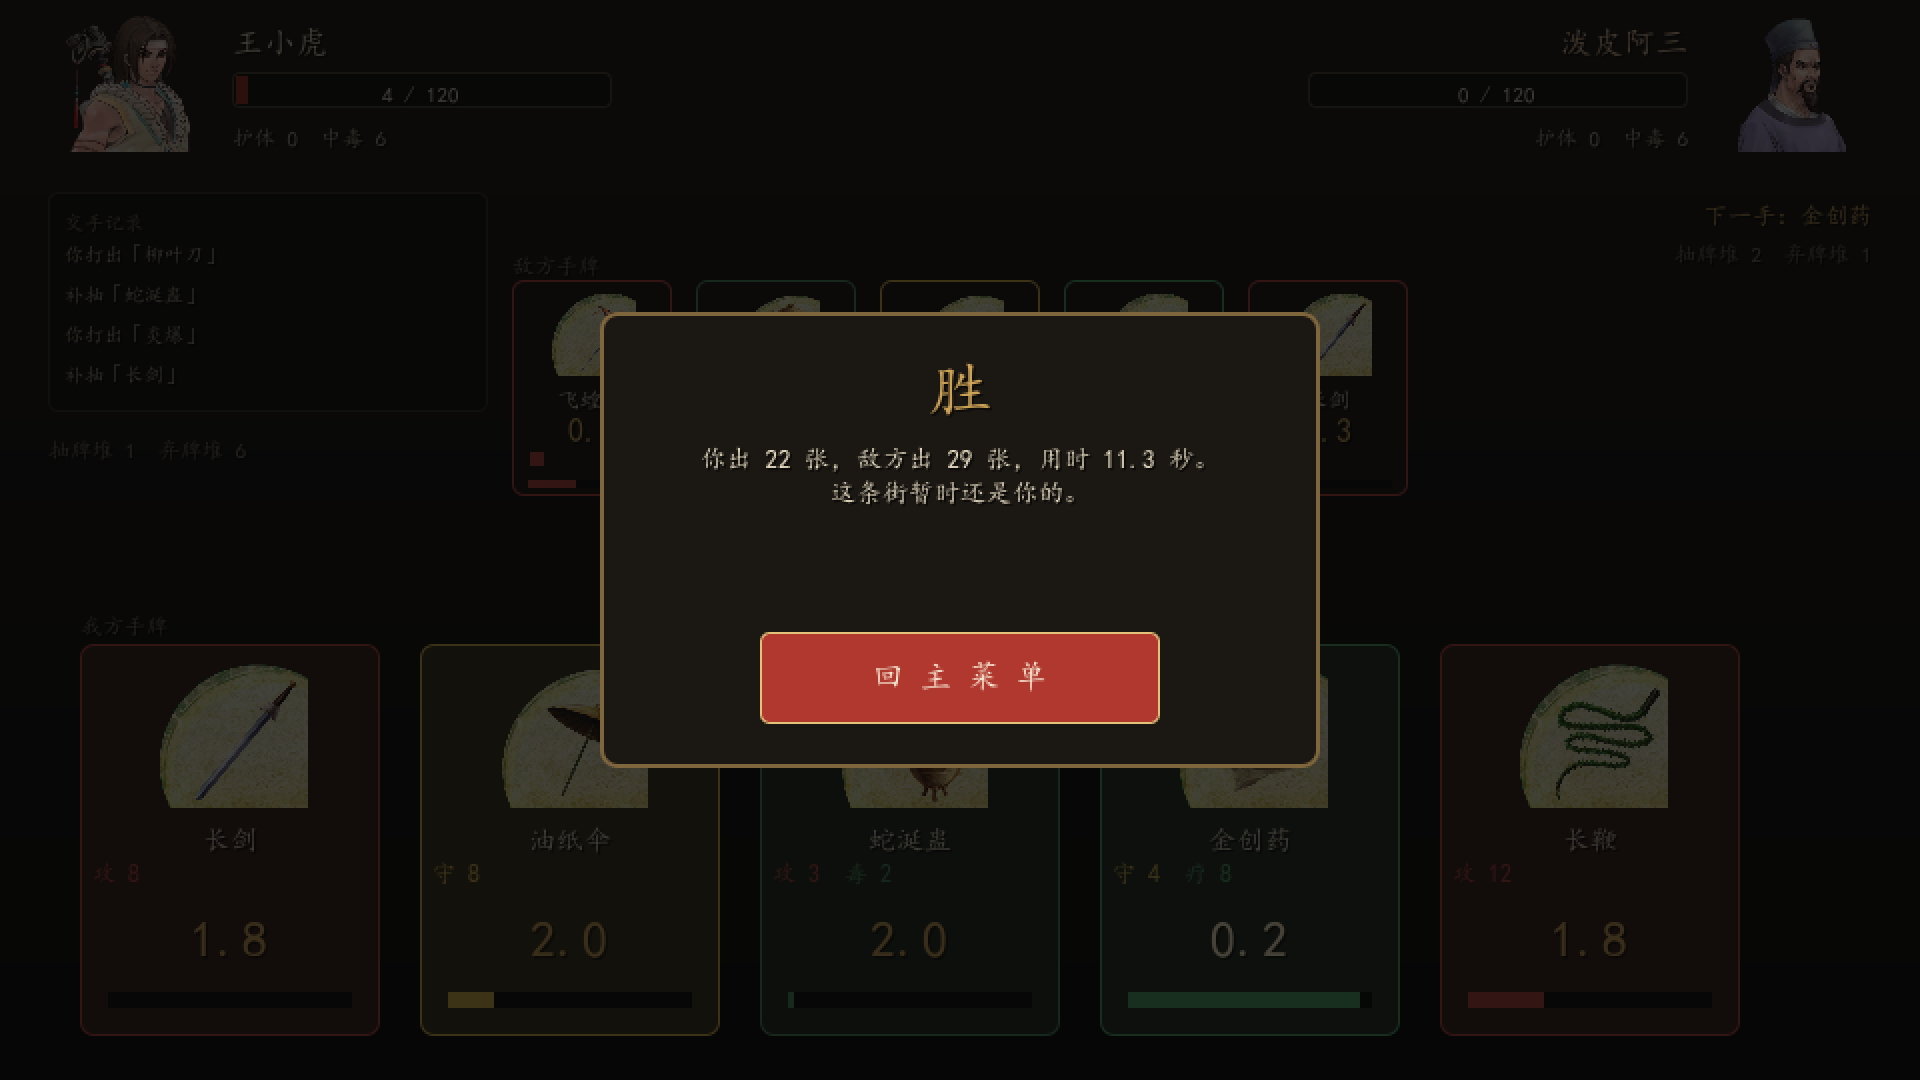 王小虎
4 / 120
护体 0 中毒 6
泼皮阿三
0 / 120
护体 0 中毒 6
交手记录
你打出「柳叶刀」
补抽「蛇涎蛊」
你打出「炎爆」
补抽「长剑」
抽牌堆 1 弃牌堆 6
下一手: 金创药
抽牌堆 2 弃牌堆 1
敌方手牌
0.
剑
.3
胜
你出 22 张, 敌方出 29 张, 用时 11.3 秒。
这条街暂时还是你的。
回主菜单
我方手牌
长剑
攻 8
1.8
油纸伞
守 8
2.0
蛇涎蛊
攻 3 毒 2
2.0
金创药
守 4 疗 8
0.2
长鞭
攻 12
1.8